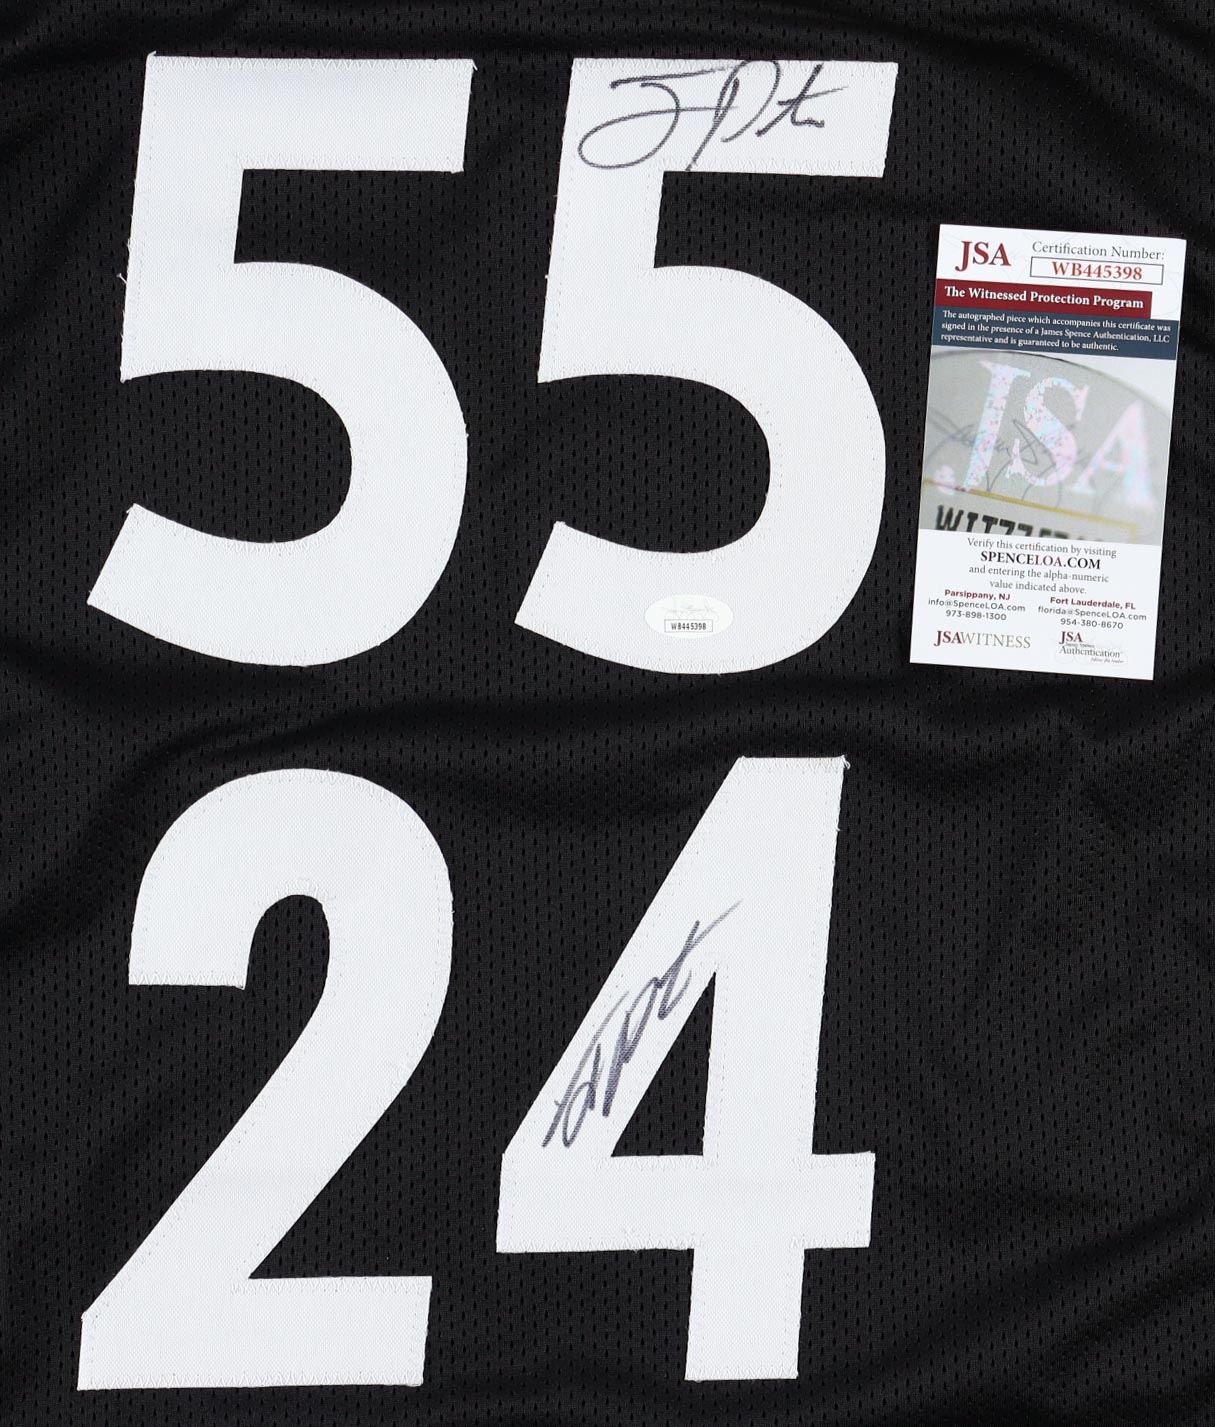 55
JSA
Certification Number:
WB445398
The Witnessed Protection Program
The autographed piece which accompanies this certificate was
signed in the presence of a James Spence Authentication, LLC
representative and is guaranteed to be authentic.
JSA
Verify this certification by visiting
SPENCELOA.COM
and entering the alpha-numeric
value indicated above.
Parsippany, NJ
info@SpenceLOA.com
973-898-1300
Fort Lauderdale, FL
florida@SpenceLOA.com
954-380-8670
JSAWITNESS
JSA
James Spence
Authentication
WB445398
24